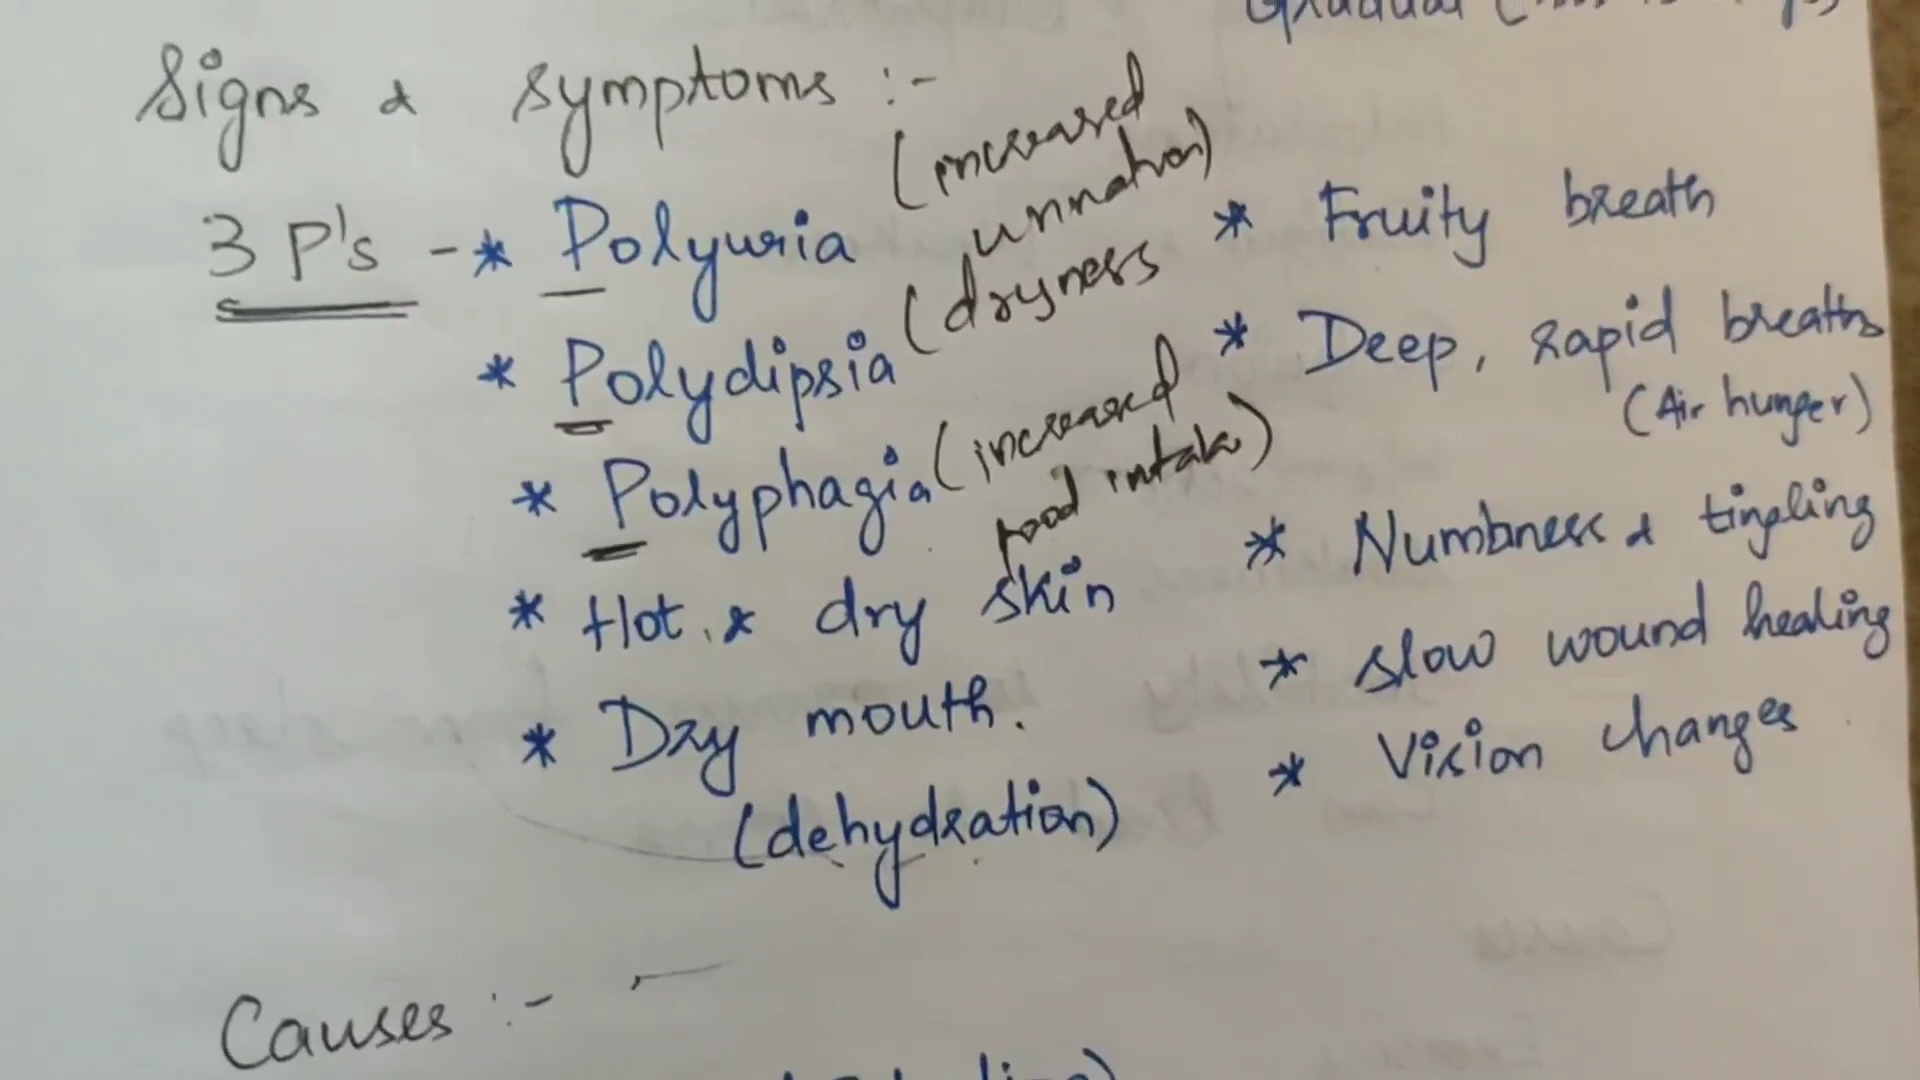 Gradual
Signs & symptoms :-
3 P's - * Polyuria (increased
urination)
* Polydipsia (dryness
* Polyphagia (increased
food intake)
* Hot & dry skin
* Dry mouth.
(dehydration)
* Fruity breath
* Deep, rapid breaths
(Air hunger)
* Numbness & tingling
* slow wound healing
* Vision changes
Causes :-